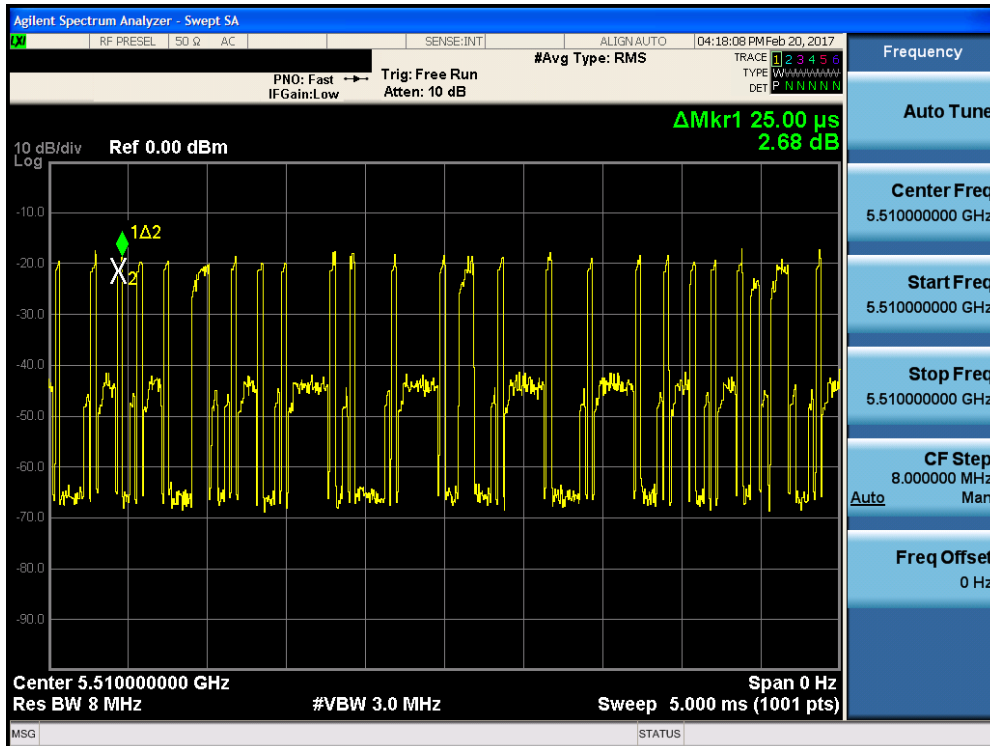 Agilent Spectrum Analyzer - Swept SA
LXI RF PRESEL 50 Ω AC SENSE:INT ALIGN AUTO 04:18:08 PM Feb 20, 2017
#Avg Type: RMS TRACE 1 2 3 4 5 6
PNO: Fast Trig: Free Run TYPE W
IFGain:Low Atten: 10 dB DET P N N N N N
ΔMkr1 25.00 µs
2.68 dB
10 dB/div Ref 0.00 dBm
Log
-10.0
1Δ2
-20.0
X2
-30.0
-40.0
-50.0
-60.0
-70.0
-80.0
-90.0
Center 5.510000000 GHz Span 0 Hz
Res BW 8 MHz #VBW 3.0 MHz Sweep 5.000 ms (1001 pts)
MSG STATUS
Frequency
Auto Tune
Center Freq
5.510000000 GHz
Start Freq
5.510000000 GHz
Stop Freq
5.510000000 GHz
CF Step
8.000000 MHz
Auto Man
Freq Offset
0 Hz